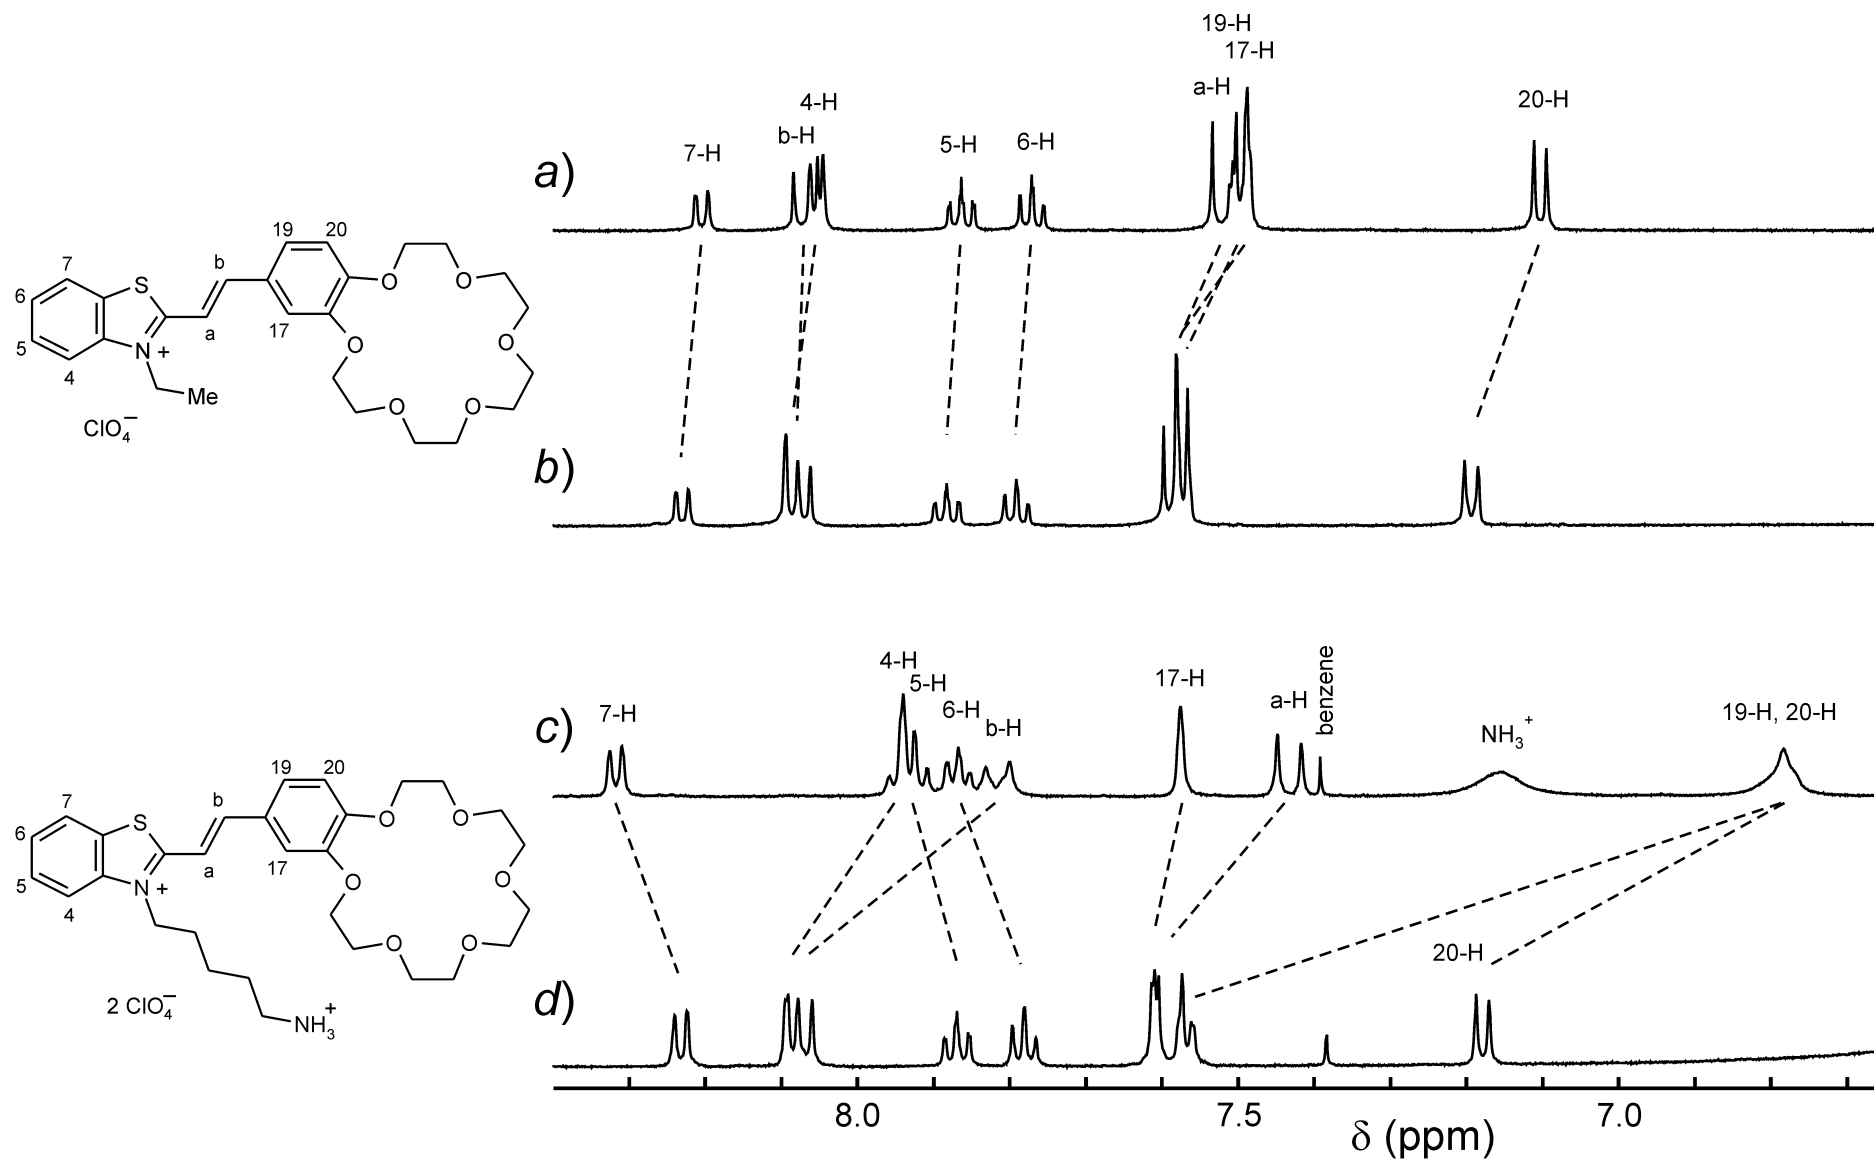 19-H
17-H
a-H
20-H
4-H
b-H
7-H
5-H
6-H
a)
19
20
7
6
5
4
S
b
a
17
N +
O
O
O
O
O
O
O
Me
ClO4−
b)
benzene
4-H
5-H
6-H
b-H
7-H
17-H
a-H
NH3+
19-H, 20-H
c)
19
20
7
6
5
4
S
b
a
17
N +
O
O
O
O
O
O
O
2 ClO4−
NH3+
20-H
d)
8.0
7.5
7.0
δ (ppm)